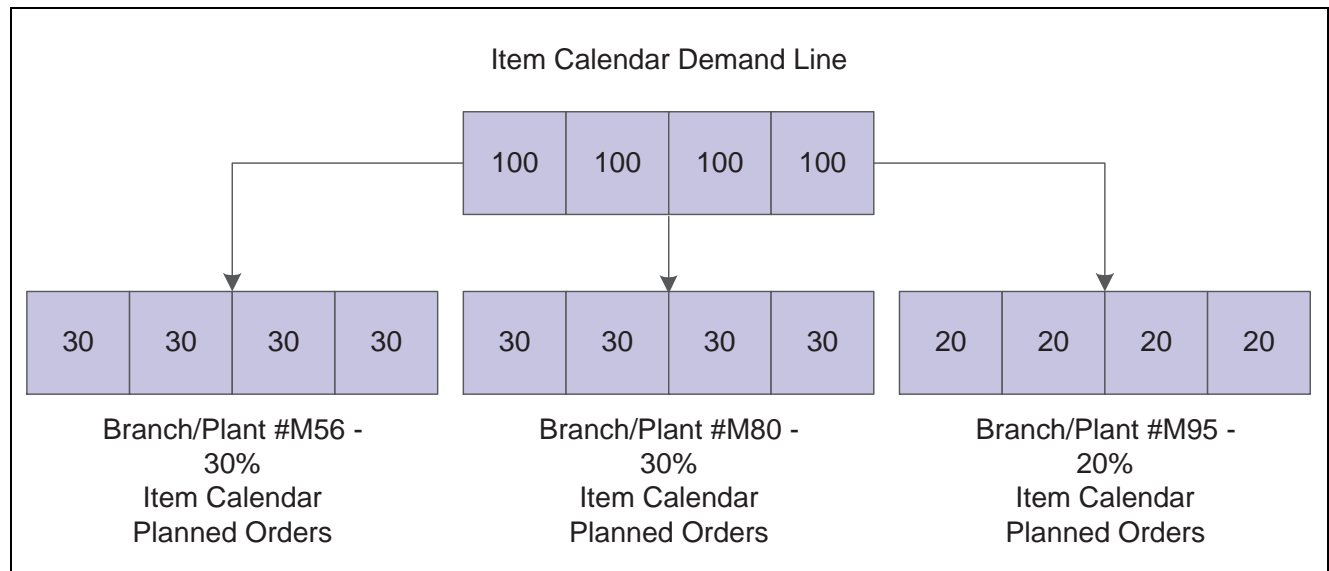 Item Calendar Demand Line
100 100 100 100
30 30 30 30
30 30 30 30
20 20 20 20
Branch/Plant #M56 -
30%
Item Calendar
Planned Orders
Branch/Plant #M80 -
30%
Item Calendar
Planned Orders
Branch/Plant #M95 -
20%
Item Calendar
Planned Orders